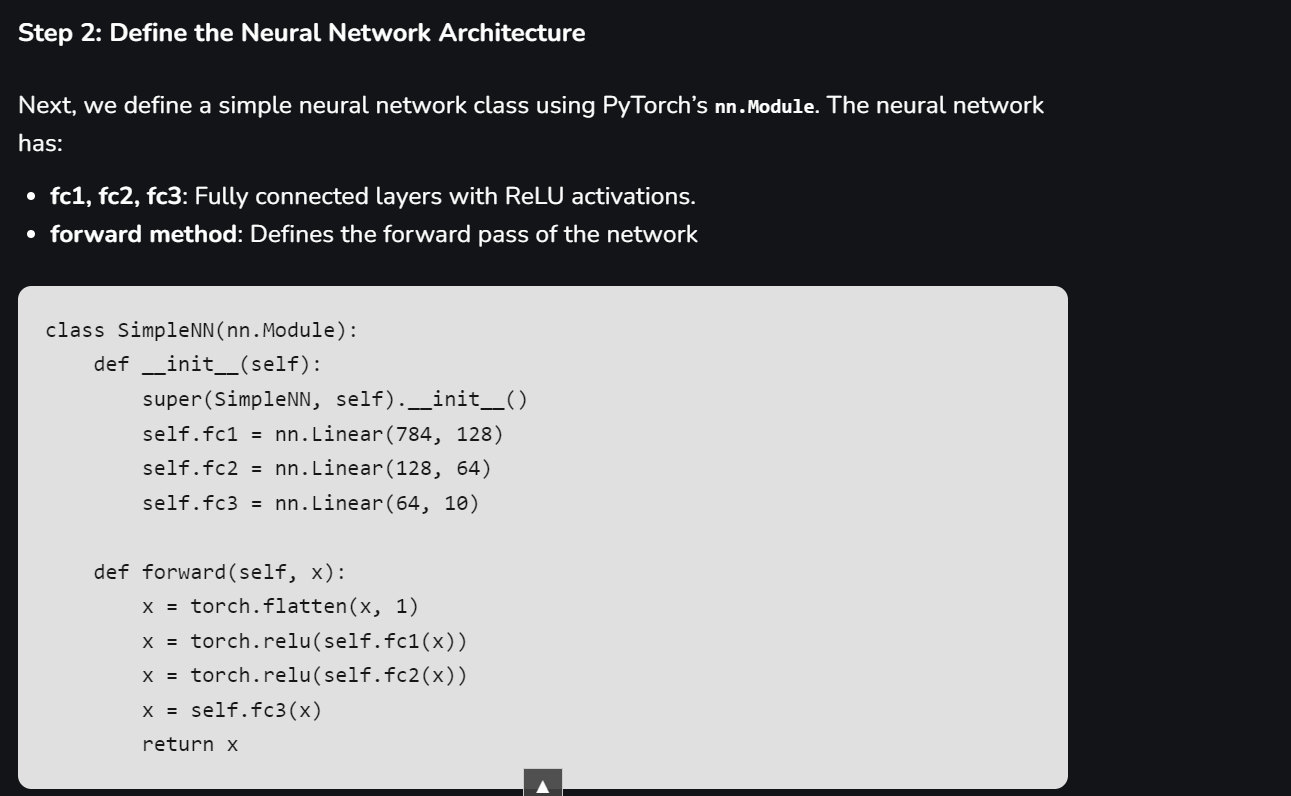 Step 2: Define the Neural Network Architecture
Next, we define a simple neural network class using PyTorch’s nn.Module. The neural network
has:
• fc1, fc2, fc3: Fully connected layers with ReLU activations.
• forward method: Defines the forward pass of the network
class SimpleNN(nn.Module):
    def __init__(self):
        super(SimpleNN, self).__init__()
        self.fc1 = nn.Linear(784, 128)
        self.fc2 = nn.Linear(128, 64)
        self.fc3 = nn.Linear(64, 10)

    def forward(self, x):
        x = torch.flatten(x, 1)
        x = torch.relu(self.fc1(x))
        x = torch.relu(self.fc2(x))
        x = self.fc3(x)
        return x